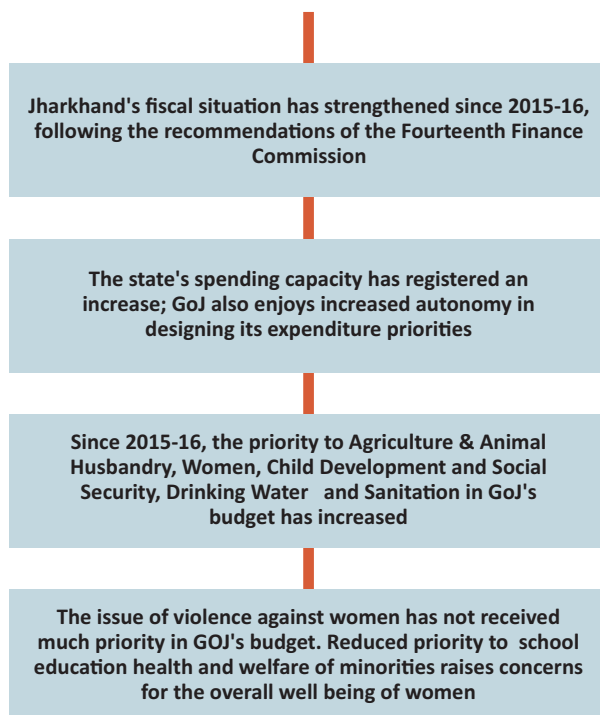 Jharkhand's fiscal situation has strengthened since 2015-16,
following the recommendations of the Fourteenth Finance
Commission
The state's spending capacity has registered an
increase; GoJ also enjoys increased autonomy in
designing its expenditure priorities
Since 2015-16, the priority to Agriculture & Animal
Husbandry, Women, Child Development and Social
Security, Drinking Water and Sanitation in GoJ's
budget has increased
The issue of violence against women has not received
much priority in GOJ's budget. Reduced priority to school
education health and welfare of minorities raises concerns
for the overall well being of women